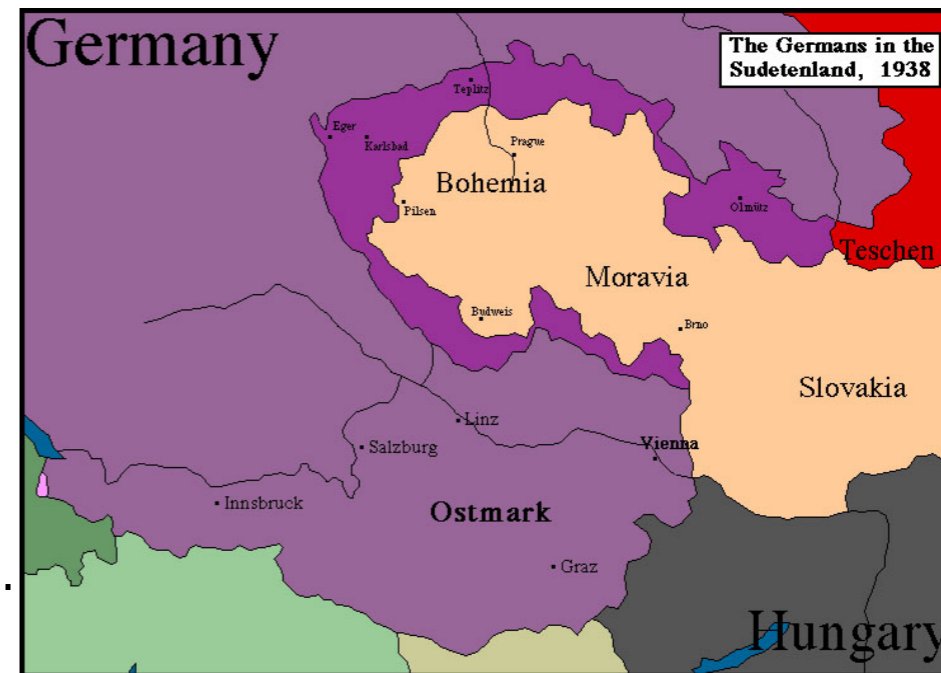 Germany
The Germans in the
Sudetenland, 1938
Teplitz
Eger
Karlsbad
Prague
Bohemia
Pilsen
Olmütz
Teschen
Moravia
Budweis
Brno
Slovakia
Linz
Salzburg
Vienna
Innsbruck
Ostmark
Graz
.
Hungary